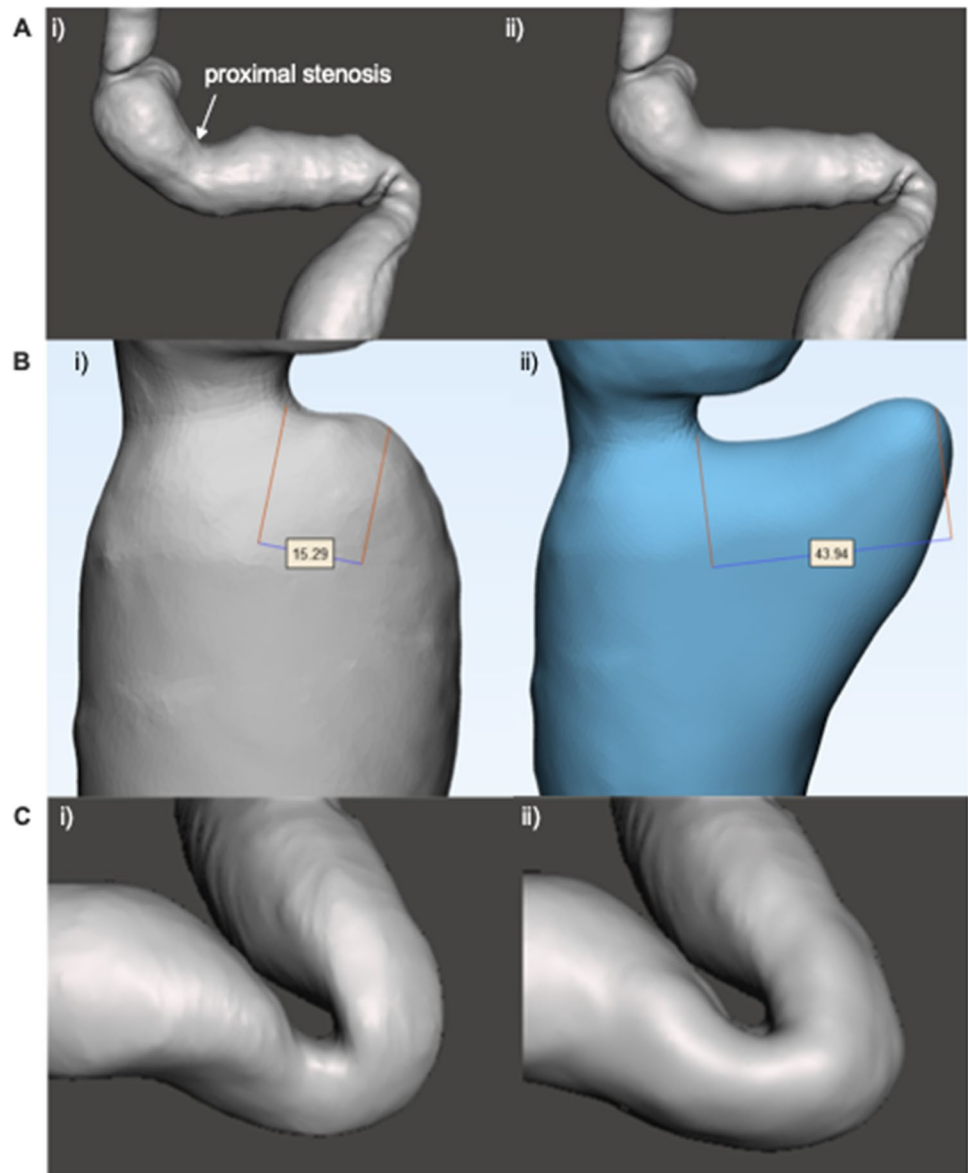 A i) ii)
proximal stenosis
B i) ii)
15.29 43.94
C i) ii)